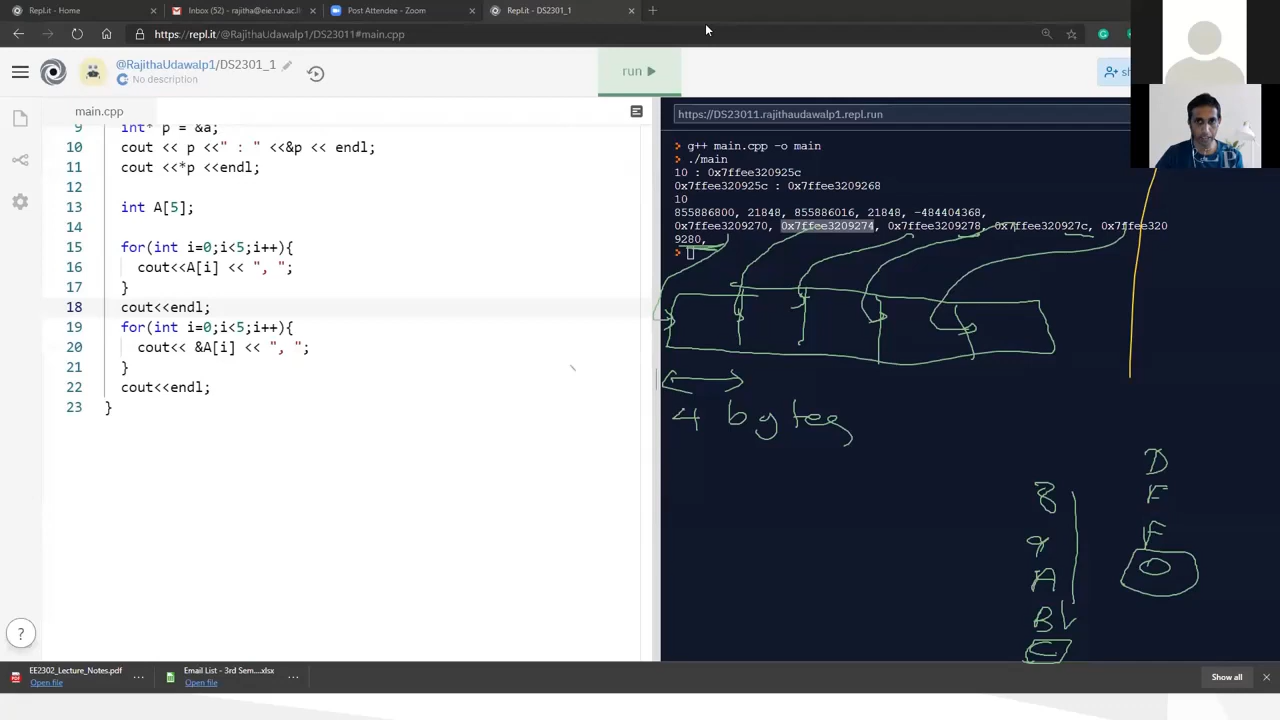 Repl.it - Home
Inbox (52) - rajitha@eie.ruh.ac.l
Post Attendee - Zoom
Repl.it - DS2301_1
https://repl.it/@RajithaUdawalp1/DS23011#main.cpp
@RajithaUdawalp1/DS2301_1
No description
run
sh
main.cpp
https://DS23011.rajithaudawalp1.repl.run
9 int* p = &a;
10 cout << p <<" : " <<&p << endl;
11 cout <<*p <<endl;
12
13 int A[5];
14
15 for(int i=0;i<5;i++){
16 cout<<A[i] << ", ";
17 }
18 cout<<endl;
19 for(int i=0;i<5;i++){
20 cout<< &A[i] << ", ";
21 }
22 cout<<endl;
23 }
> g++ main.cpp -o main
> ./main
10 : 0x7ffee320925c
0x7ffee320925c : 0x7ffee3209268
10
855886800, 21848, 855886016, 21848, -484404368,
0x7ffee3209270, 0x7ffee3209274, 0x7ffee3209278, 0x7ffee320927c, 0x7ffee320
9280,
>
4 bytes
8
9
A
B
C
D
E
F
0
?
EE2302_Lecture_Notes.pdf
Open file
Email List - 3rd Sem....xlsx
Open file
Show all